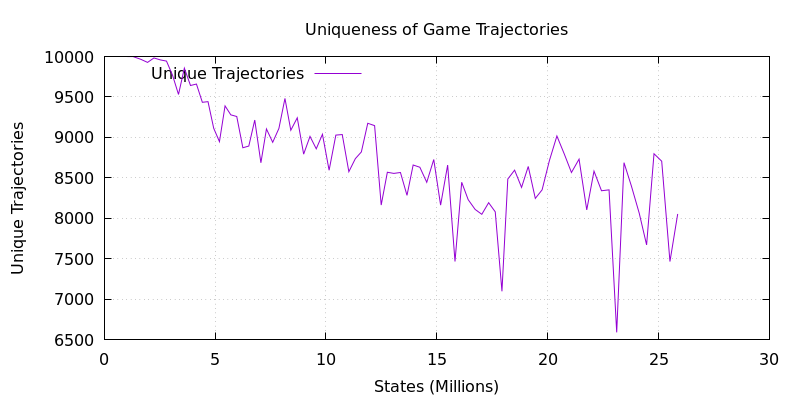 Uniqueness of Game Trajectories
Unique Trajectories
Unique Trajectories
10000
9500
9000
8500
8000
7500
7000
6500
0 5 10 15 20 25 30
States (Millions)